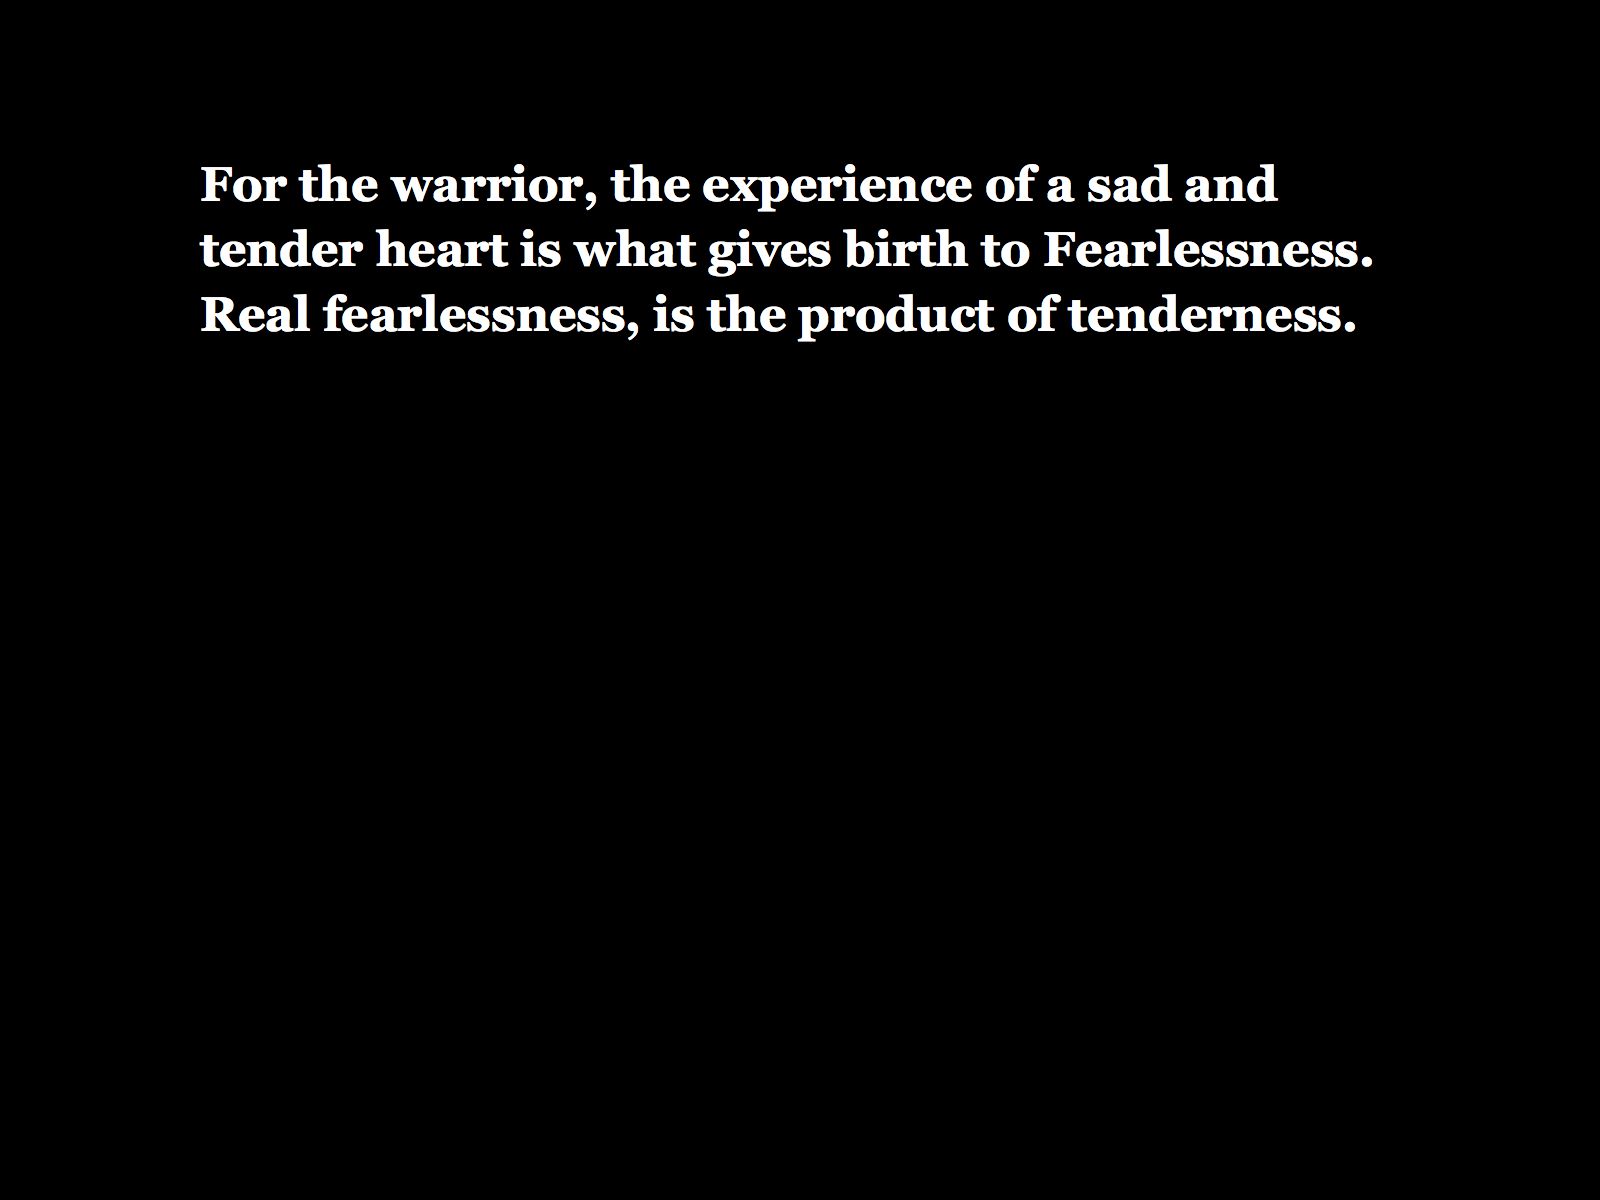 For the warrior, the experience of a sad and
tender heart is what gives birth to Fearlessness.
Real fearlessness, is the product of tenderness.